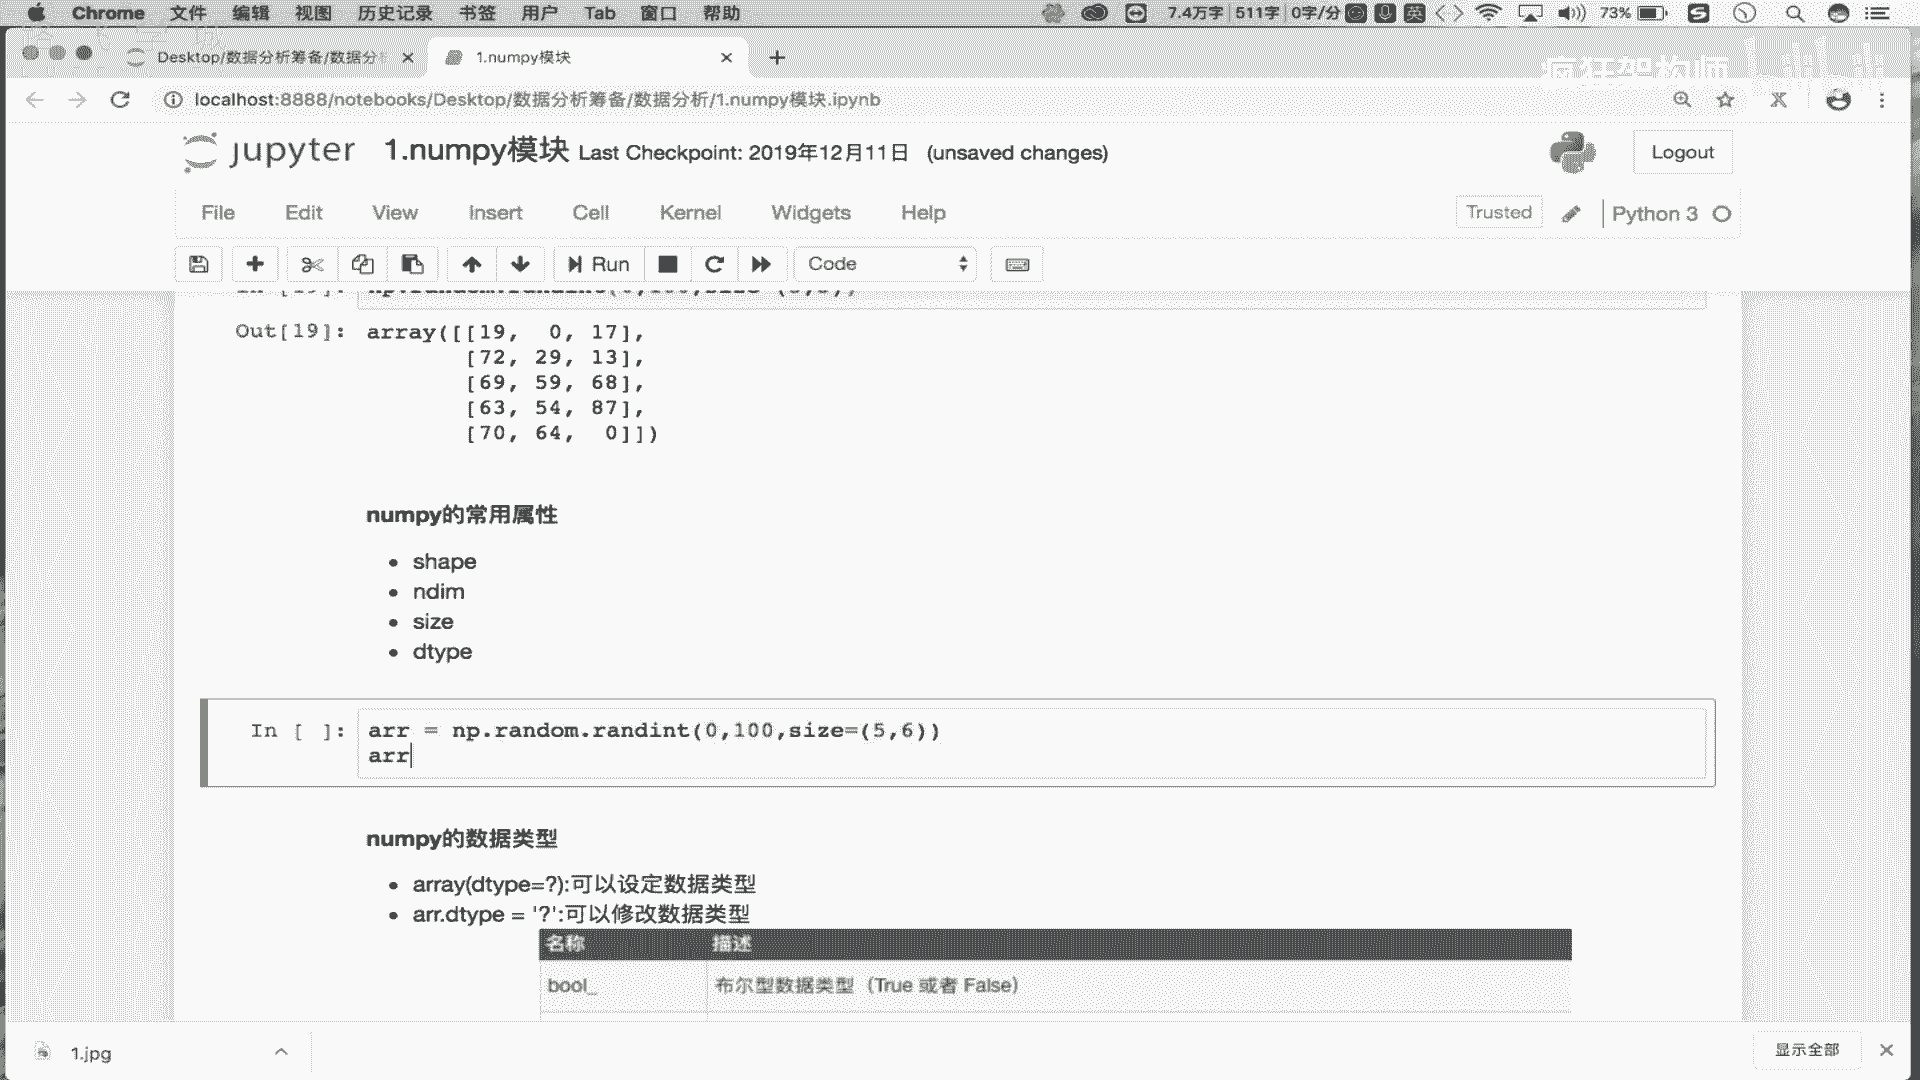 Chrome 文件 编辑 视图 历史记录 书签 用户 Tab 窗口 帮助 7.4万字 511字 0字/分 英 73%
Desktop/数据分析筹备/数据分析 1.numpy模块
疯狂架构师 bilibili
localhost:8888/notebooks/Desktop/数据分析筹备/数据分析/1.numpy模块.ipynb
jupyter 1.numpy模块 Last Checkpoint: 2019年12月11日 (unsaved changes) Logout
File Edit View Insert Cell Kernel Widgets Help Trusted Python 3
Run Code
Out[19]: array([[19, 0, 17],
[72, 29, 13],
[69, 59, 68],
[63, 54, 87],
[70, 64, 0]])
numpy的常用属性
• shape
• ndim
• size
• dtype
In [ ]: arr = np.random.randint(0,100,size=(5,6))
arr
numpy的数据类型
• array(dtype=?):可以设定数据类型
• arr.dtype = '?':可以修改数据类型
名称 描述
bool_ 布尔型数据类型（True 或者 False）
1.jpg 显示全部